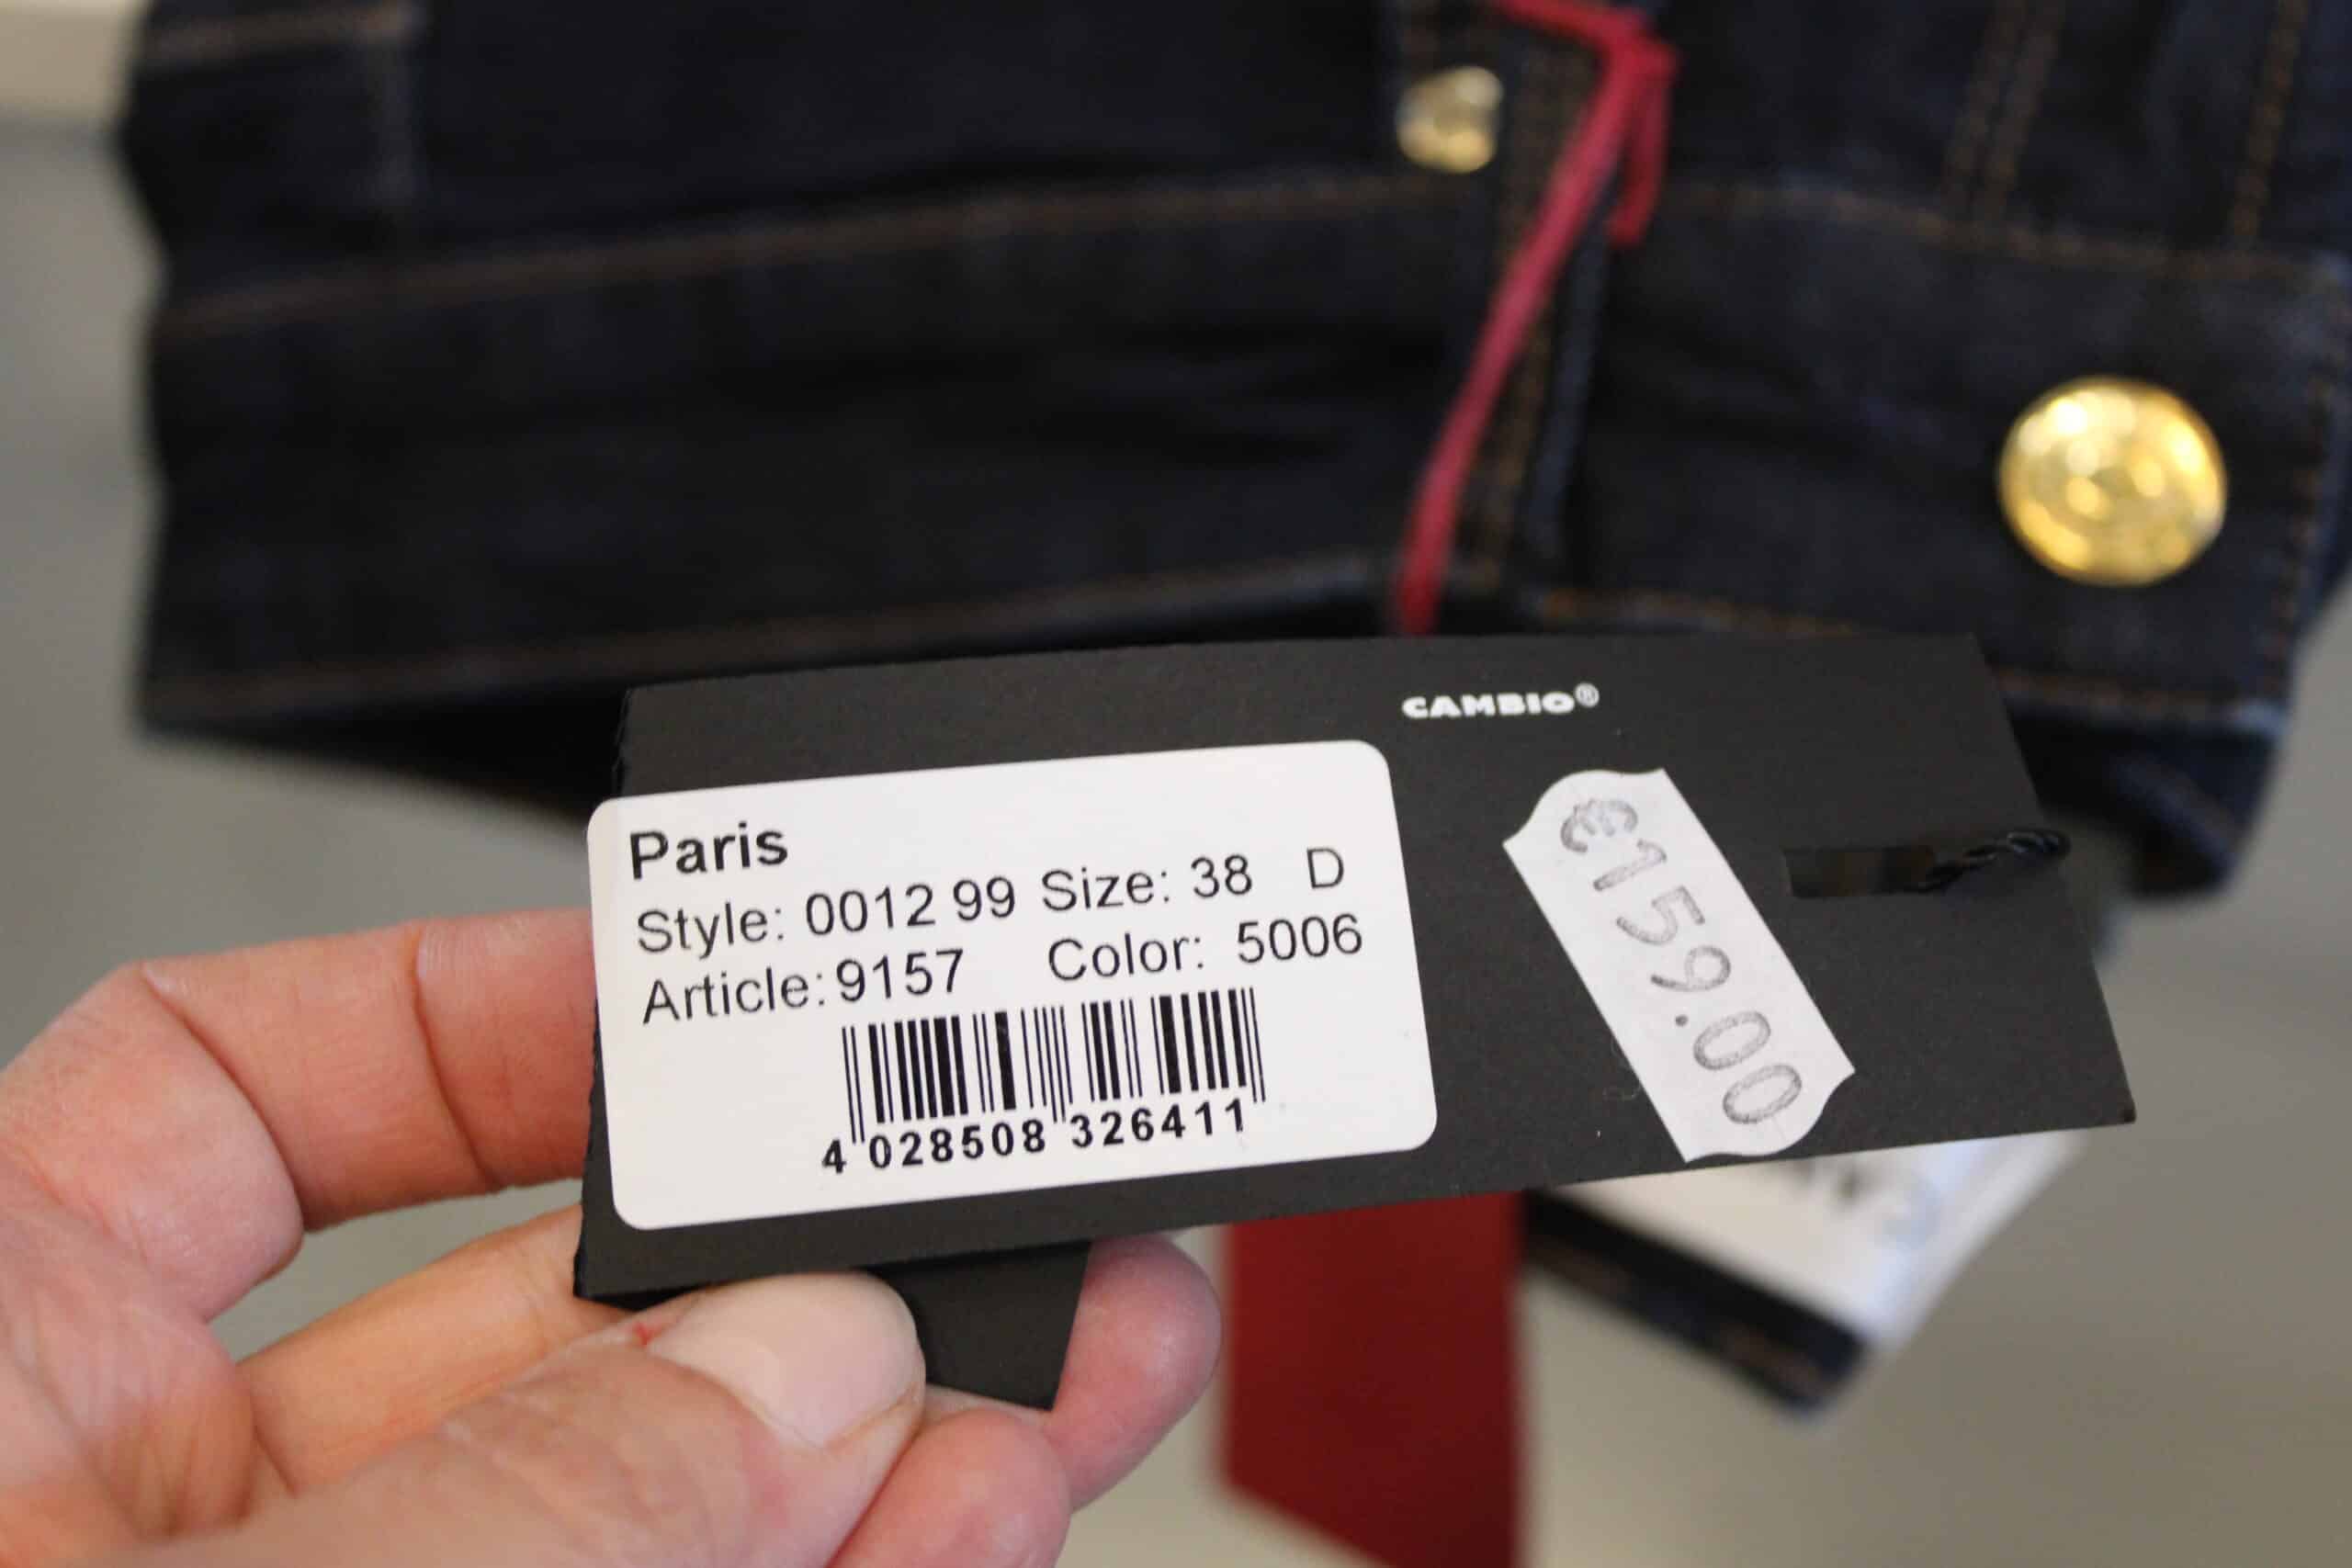 CAMBIO®
Paris
Style: 0012 99 Size: 38 D
Article: 9157 Color: 5006
4 028508 326411
€159.00